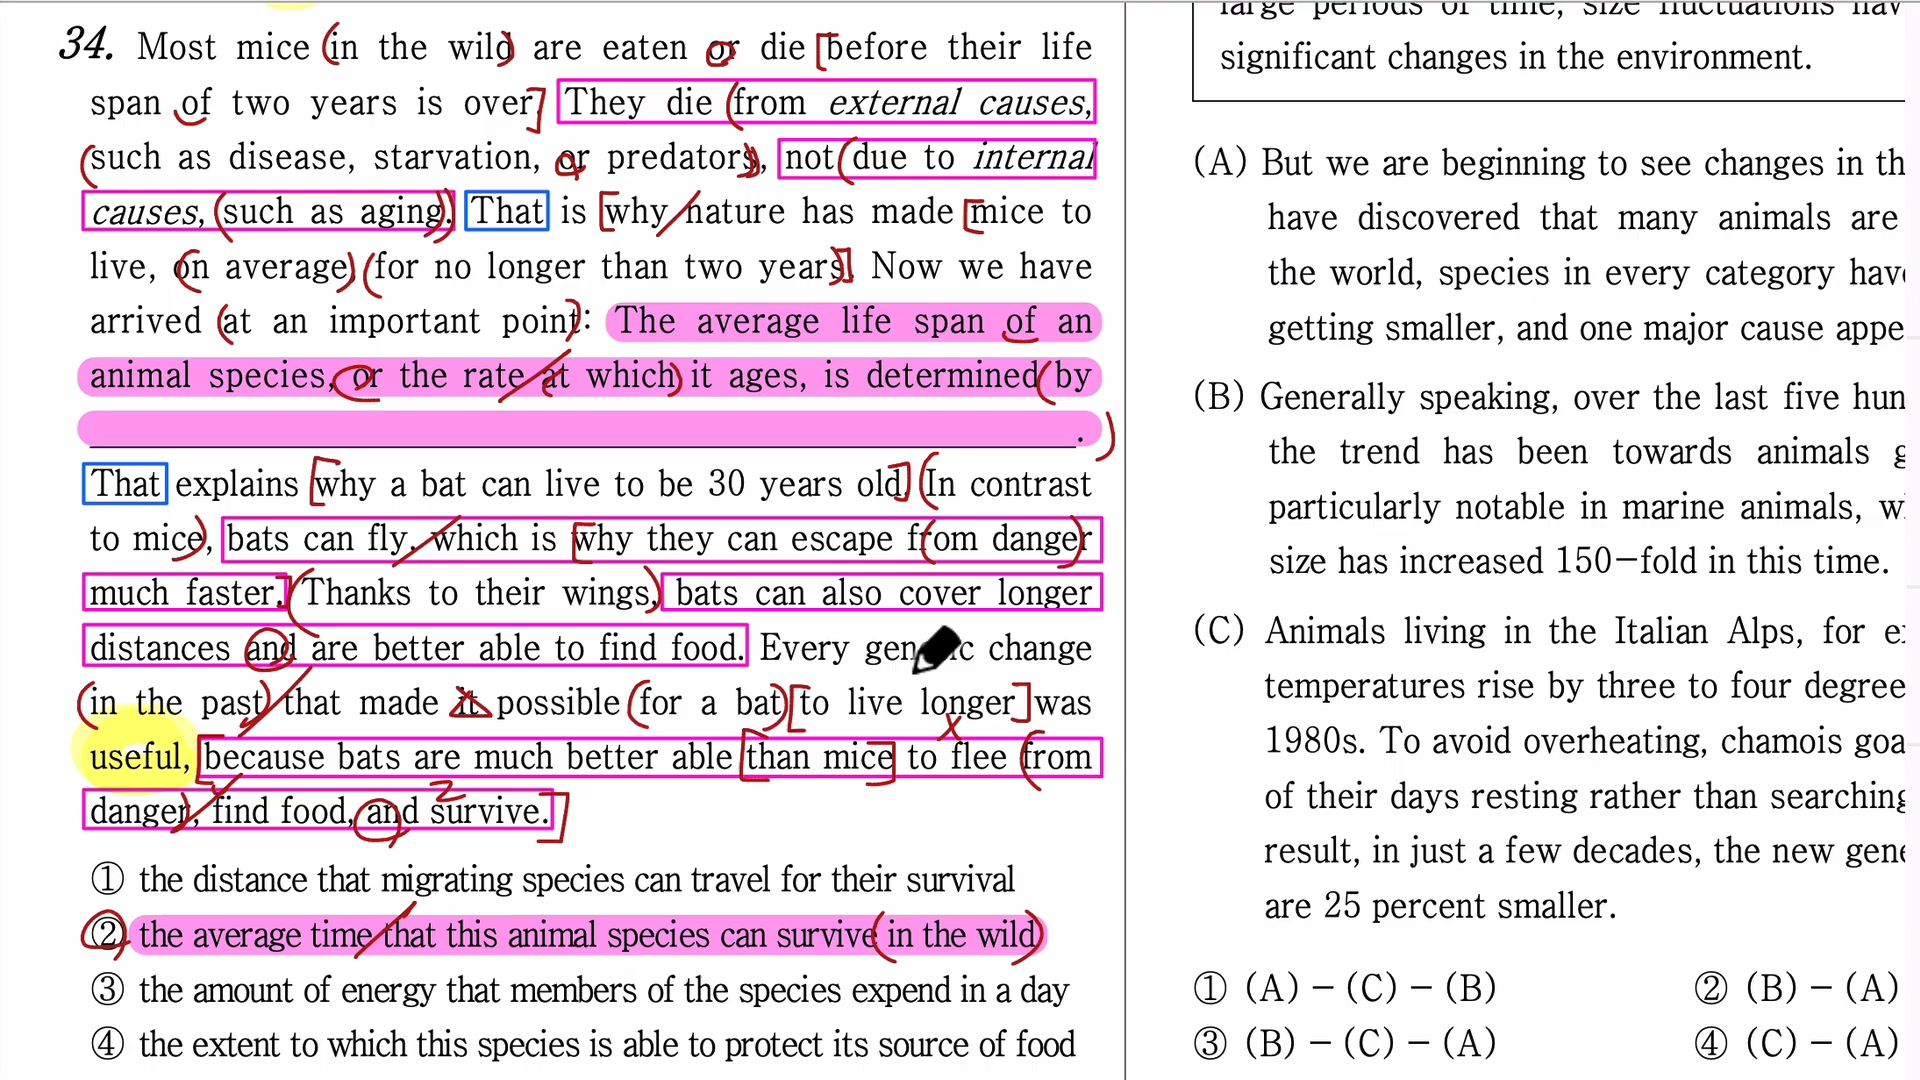 34. Most mice in the wild are eaten or die before their life
span of two years is over. They die from external causes,
such as disease, starvation, or predators, not due to internal
causes, such as aging. That is why nature has made mice to
live, on average, for no longer than two years. Now we have
arrived at an important point: The average life span of an
animal species, or the rate at which it ages, is determined by
.
That explains why a bat can live to be 30 years old. In contrast
to mice, bats can fly, which is why they can escape from danger
much faster. Thanks to their wings, bats can also cover longer
distances and are better able to find food. Every genetic change
in the past that made it possible for a bat to live longer was
useful, because bats are much better able than mice to flee from
danger, find food, and survive.
① the distance that migrating species can travel for their survival
② the average time that this animal species can survive in the wild
③ the amount of energy that members of the species expend in a day
④ the extent to which this species is able to protect its source of food
large periods of time, size fluctuations hav
significant changes in the environment.
(A) But we are beginning to see changes in th
have discovered that many animals are
the world, species in every category hav
getting smaller, and one major cause appe
(B) Generally speaking, over the last five hun
the trend has been towards animals g
particularly notable in marine animals, w
size has increased 150-fold in this time.
(C) Animals living in the Italian Alps, for e
temperatures rise by three to four degree
1980s. To avoid overheating, chamois goa
of their days resting rather than searching
result, in just a few decades, the new gene
are 25 percent smaller.
① (A) - (C) - (B) ② (B) - (A)
③ (B) - (C) - (A) ④ (C) - (A)